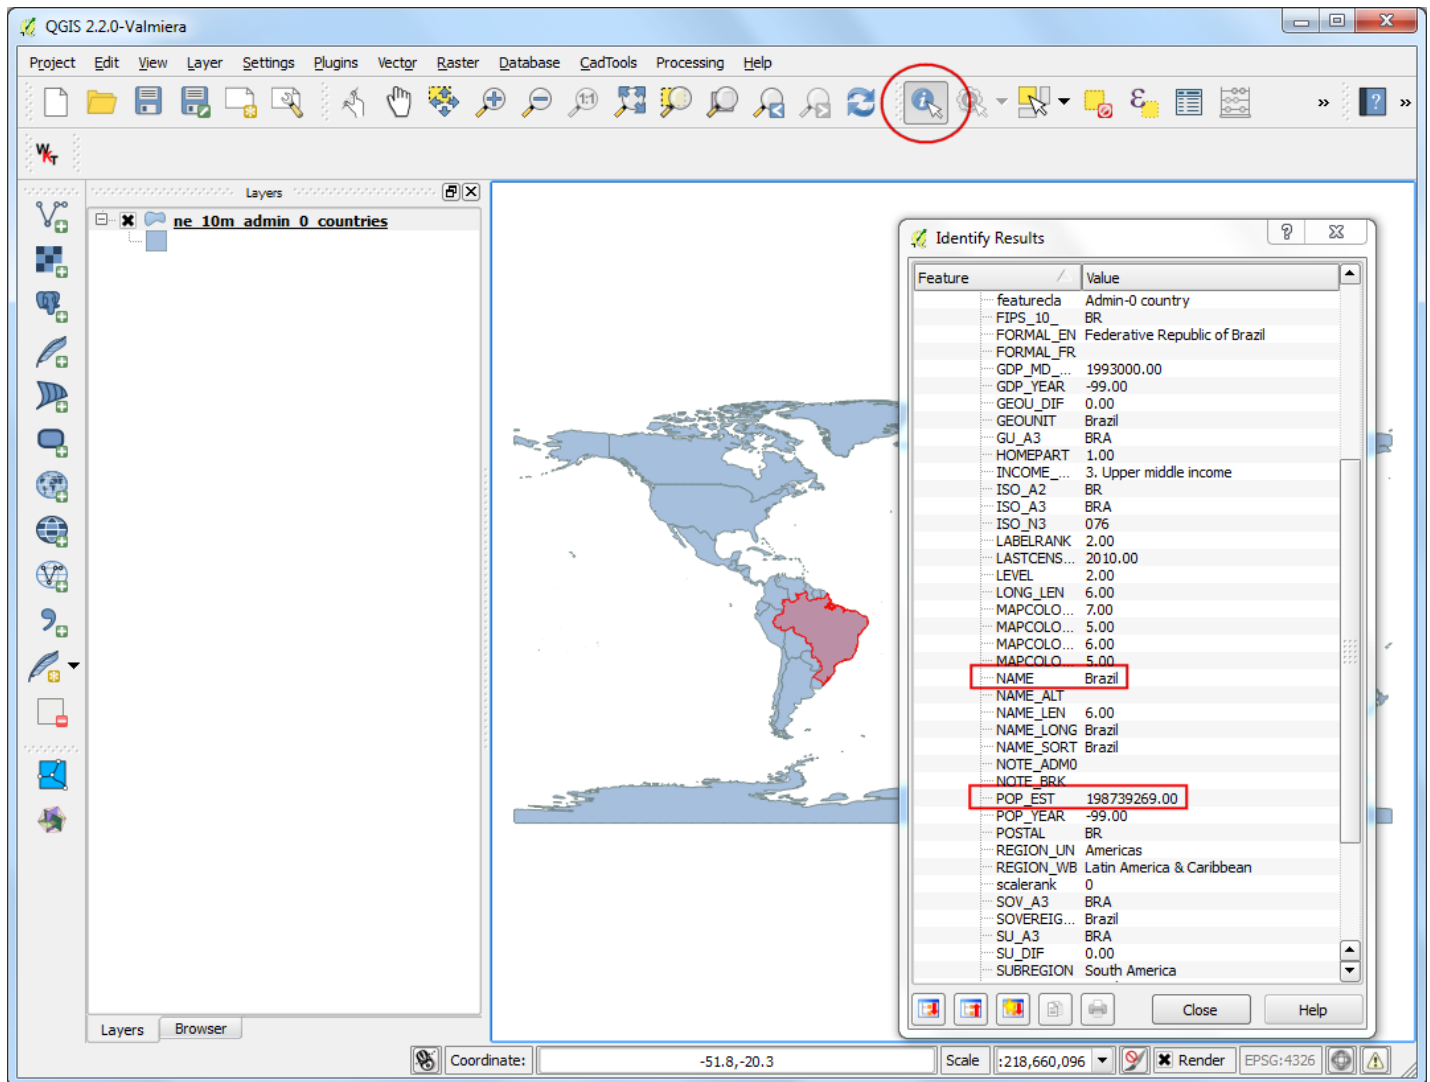 QGIS 2.2.0-Valmiera
Project Edit View Layer Settings Plugins Vector Raster Database CadTools Processing Help
1:1
ε
? »
»
WKT
Layers
ne_10m_admin_0_countries
Identify Results
Feature Value
featurecla Admin-0 country
FIPS_10_ BR
FORMAL_EN Federative Republic of Brazil
FORMAL_FR
GDP_MD_... 1993000.00
GDP_YEAR -99.00
GEOU_DIF 0.00
GEOUNIT Brazil
GU_A3 BRA
HOMEPART 1.00
INCOME_... 3. Upper middle income
ISO_A2 BR
ISO_A3 BRA
ISO_N3 076
LABELRANK 2.00
LASTCENS... 2010.00
LEVEL 2.00
LONG_LEN 6.00
MAPCOLO... 7.00
MAPCOLO... 5.00
MAPCOLO... 6.00
MAPCOLO... 5.00
NAME Brazil
NAME_ALT
NAME_LEN 6.00
NAME_LONG Brazil
NAME_SORT Brazil
NOTE_ADM0
NOTE_BRK
POP_EST 198739269.00
POP_YEAR -99.00
POSTAL BR
REGION_UN Americas
REGION_WB Latin America & Caribbean
scalerank 0
SOV_A3 BRA
SOVEREIG... Brazil
SU_A3 BRA
SU_DIF 0.00
SUBREGION South America
Close Help
Layers Browser
Coordinate: -51.8,-20.3 Scale :218,660,096 Render EPSG:4326